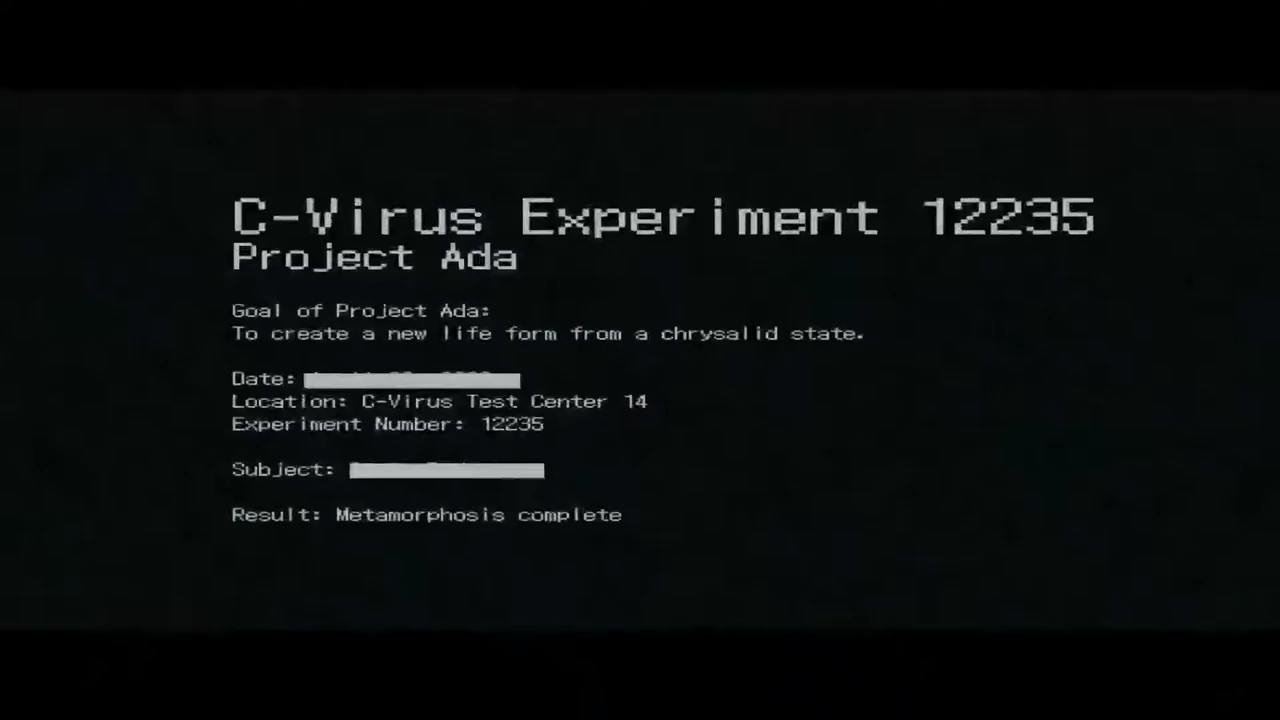 C-Virus Experiment 12235
Project Ada
Goal of Project Ada:
To create a new life form from a chrysalid state.
Date:
Location: C-Virus Test Center 14
Experiment Number: 12235
Subject:
Result: Metamorphosis complete